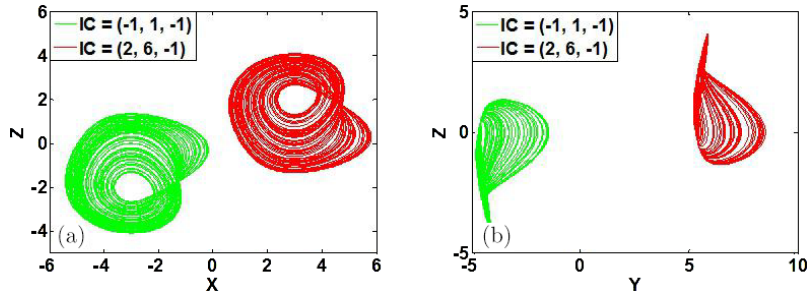 IC = (-1, 1, -1)
IC = (2, 6, -1)
6
4
2
0
-2
-4
Z
(a)
-6 -4 -2 0 2 4 6
X
IC = (-1, 1, -1)
IC = (2, 6, -1)
5
0
-5
Z
(b)
-5 0 5 10
Y